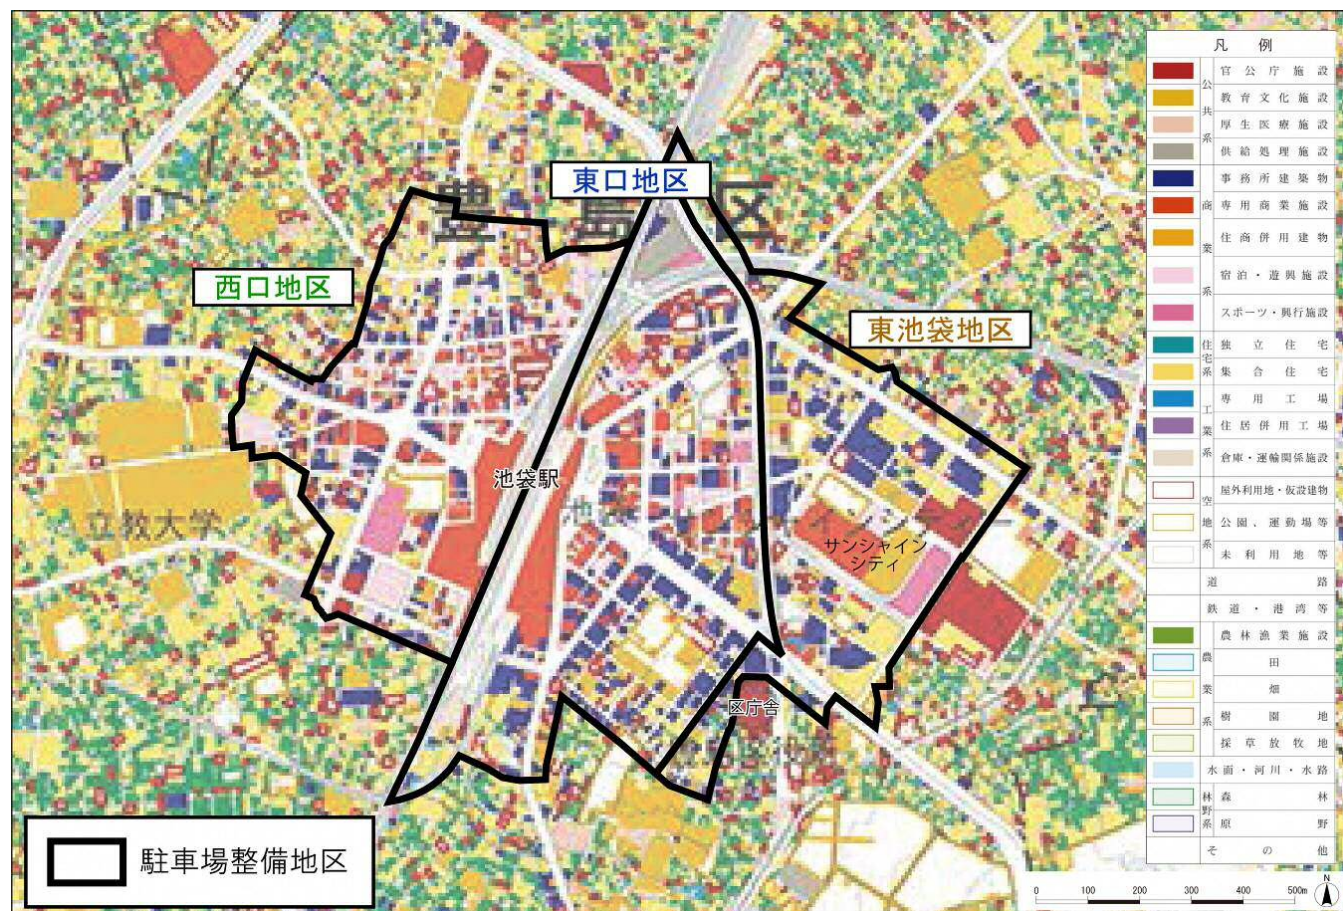 豊島区
東口地区
西口地区
東池袋地区
池袋駅
立教大学
サンシャイン
シティ
区庁舎
駐車場整備地区
凡例
公共系
官公庁施設
教育文化施設
厚生医療施設
供給処理施設
商業系
事務所建築物
専用商業施設
住商併用建物
宿泊・遊興施設
スポーツ・興行施設
住宅系
独立住宅
集合住宅
工業系
専用工場
住居併用工場
倉庫・運輸関係施設
空地系
屋外利用地・仮設建物
公園、運動場等
未利用地等
道路
鉄道・港湾等
農業系
農林漁業施設
田
畑
樹園地
採草放牧地
水面・河川・水路
林野系
森林
原野
その他
0 100 200 300 400 500m
N